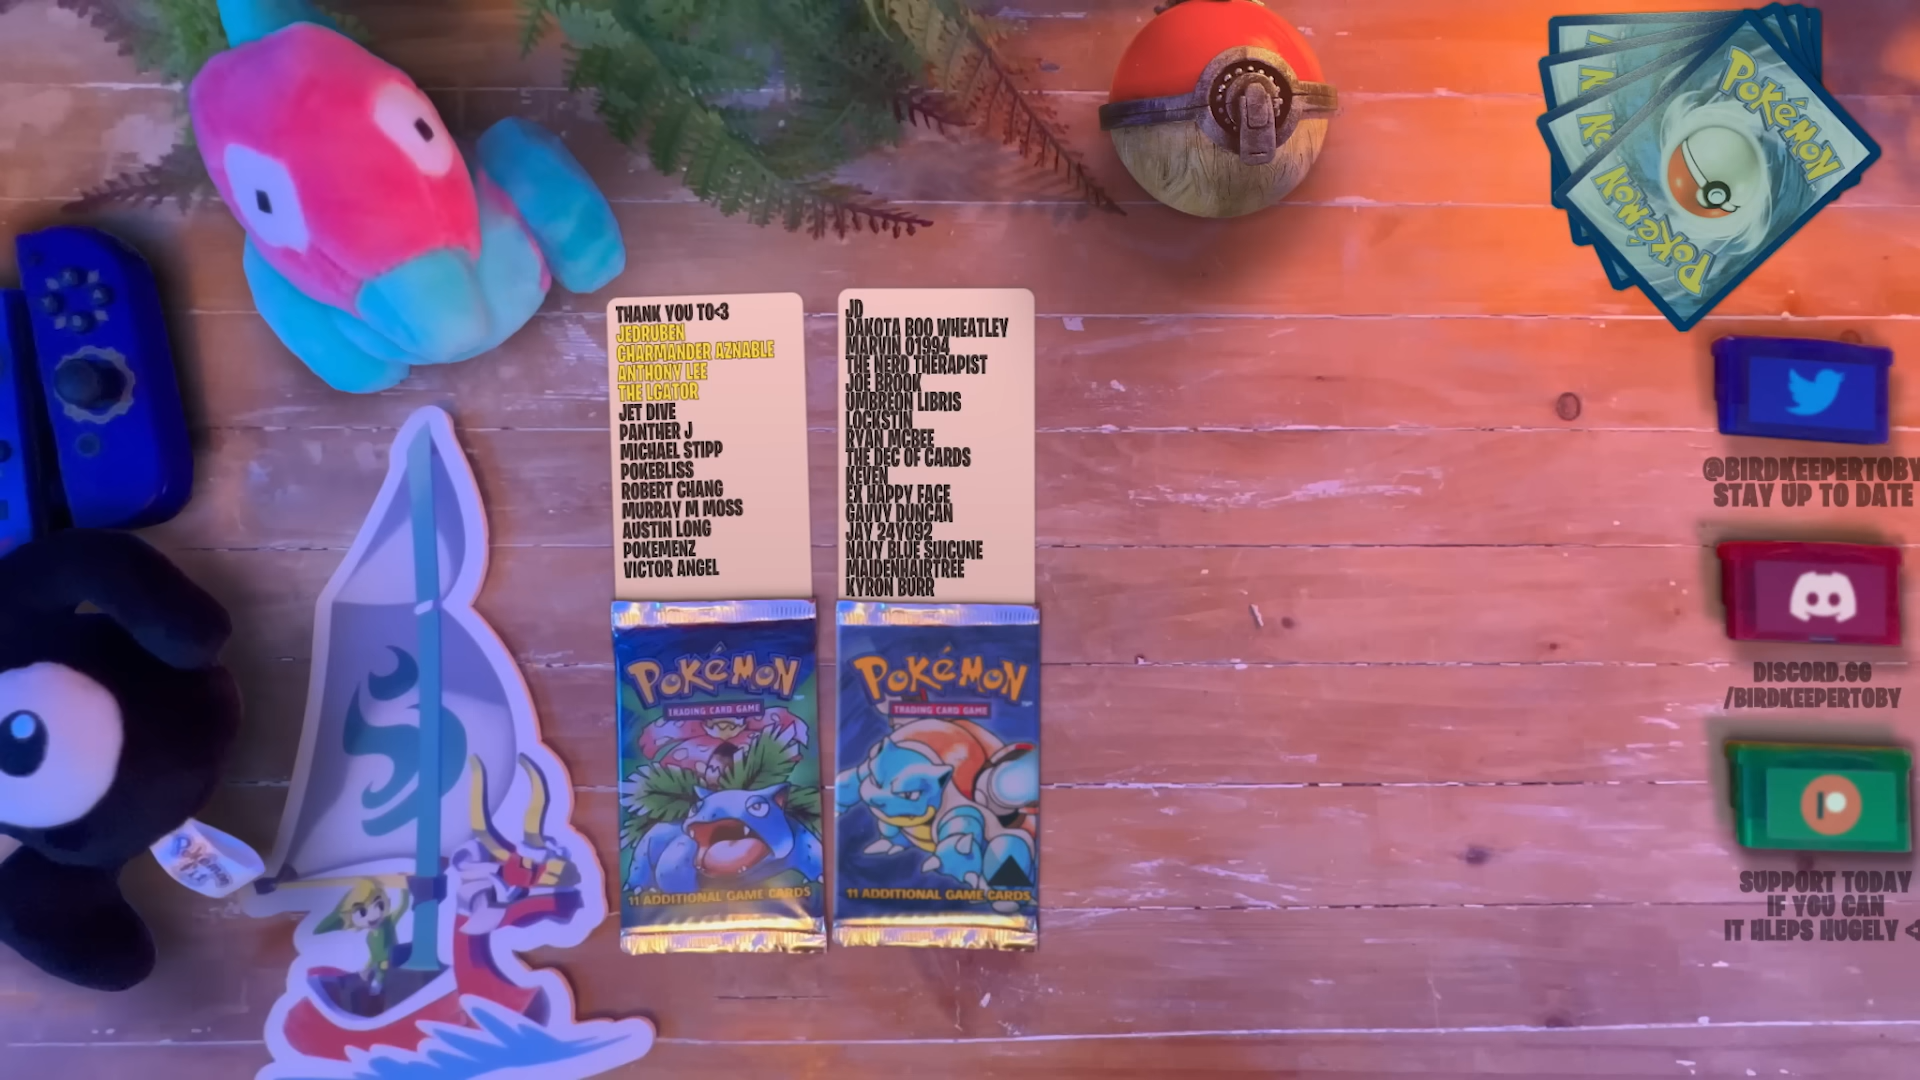 THANK YOU TO<3
JEDRUBEN
CHARMANDER AZNABLE
ANTHONY LEE
THE LGATOR
JET DIVE
PANTHER J
MICHAEL STIPP
POKEBLISS
ROBERT CHANG
MURRAY M MOSS
AUSTIN LONG
POKEMENZ
VICTOR ANGEL
JD
DAKOTA BOO WHEATLEY
MARVIN 01994
THE NERD THERAPIST
JOE BROOK
UMBREON LIBRIS
LOCKSTIN
RYAN MCBEE
THE DEC OF CARDS
KEVEN
EX HAPPY FACE
GAVVY DUNCAN
JAY 24Y092
NAVY BLUE SUICUNE
MAIDENHAIRTREE
KYRON BURR
POKéMON
TRADING CARD GAME
11 ADDITIONAL GAME CARDS
POKéMON
TRADING CARD GAME
11 ADDITIONAL GAME CARDS
POKéMON
POKéMON
@BIRDKEEPERTOBY
STAY UP TO DATE
DISCORD.GG
/BIRDKEEPERTOBY
SUPPORT TODAY
IF YOU CAN
IT HLEPS HUGELY <